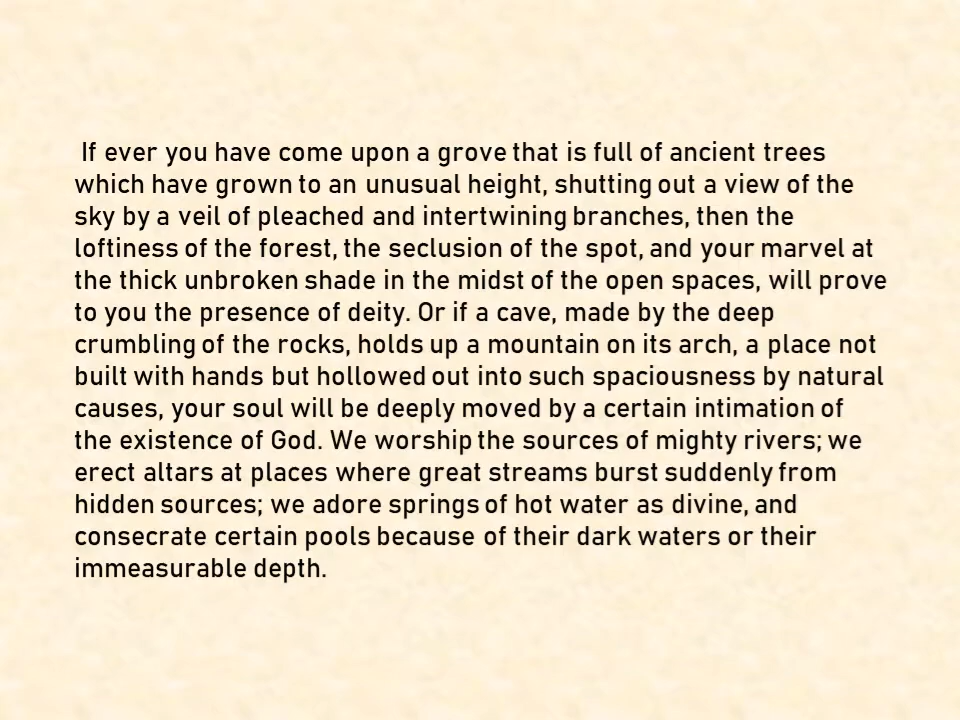 If ever you have come upon a grove that is full of ancient trees
which have grown to an unusual height, shutting out a view of the
sky by a veil of pleached and intertwining branches, then the
loftiness of the forest, the seclusion of the spot, and your marvel at
the thick unbroken shade in the midst of the open spaces, will prove
to you the presence of deity. Or if a cave, made by the deep
crumbling of the rocks, holds up a mountain on its arch, a place not
built with hands but hollowed out into such spaciousness by natural
causes, your soul will be deeply moved by a certain intimation of
the existence of God. We worship the sources of mighty rivers; we
erect altars at places where great streams burst suddenly from
hidden sources; we adore springs of hot water as divine, and
consecrate certain pools because of their dark waters or their
immeasurable depth.